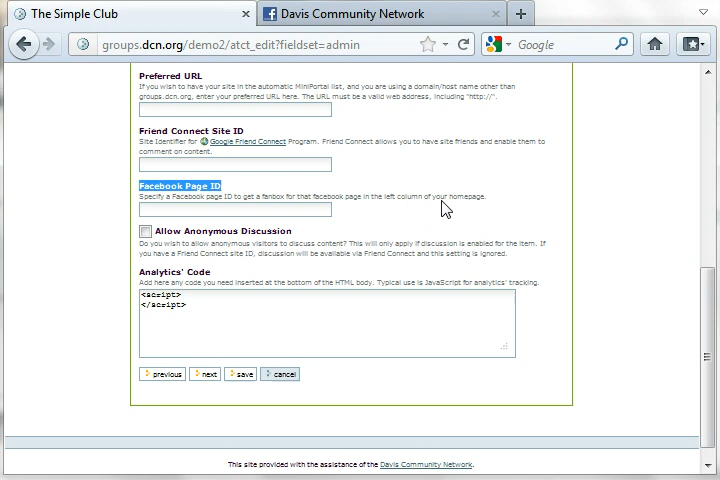 The Simple Club
Davis Community Network
groups.dcn.org/demo2/atct_edit?fieldset=admin
Google
Preferred URL
If you wish to have your site in the automatic MiniPortal list, and you are using a domain/host name other than
groups.dcn.org, enter your preferred URL here. The URL must be a valid web address, including "http://".
Friend Connect Site ID
Site Identifier for Google Friend Connect Program. Friend Connect allows you to have site friends and enable them to
comment on content.
Facebook Page ID
Specify a Facebook page ID to get a fanbox for that facebook page in the left column of your homepage.
Allow Anonymous Discussion
Do you wish to allow anonymous visitors to discuss content? This will only apply if discussion is enabled for the item. If
you have a Friend Connect site ID, discussion will be available via Friend Connect and this setting is ignored.
Analytics' Code
Add here any code you need inserted at the bottom of the HTML body. Typical use is JavaScript for analytics' tracking.
<script>
</script>
previous next save cancel
This site provided with the assistance of the Davis Community Network.